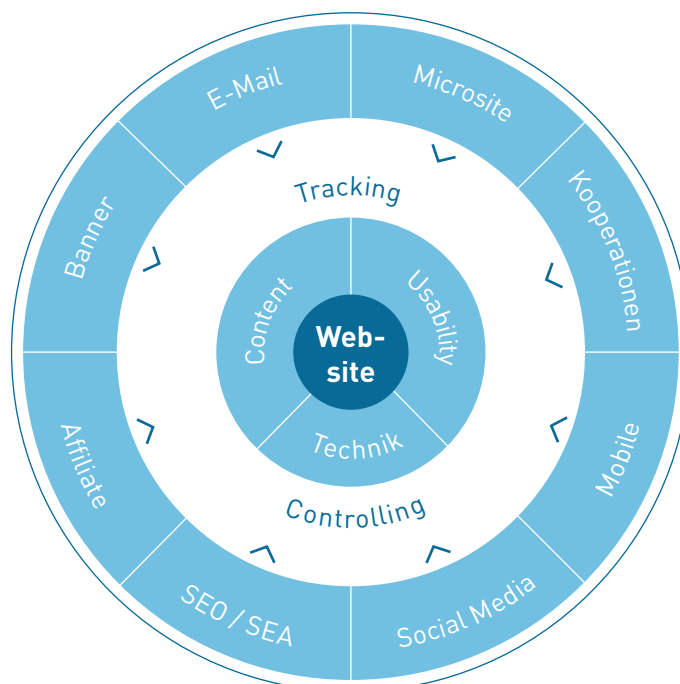 E-Mail
Microsite
Banner
Kooperationen
Tracking
Content
Usability
Web-
site
Technik
Affiliate
Mobile
Controlling
SEO / SEA
Social Media